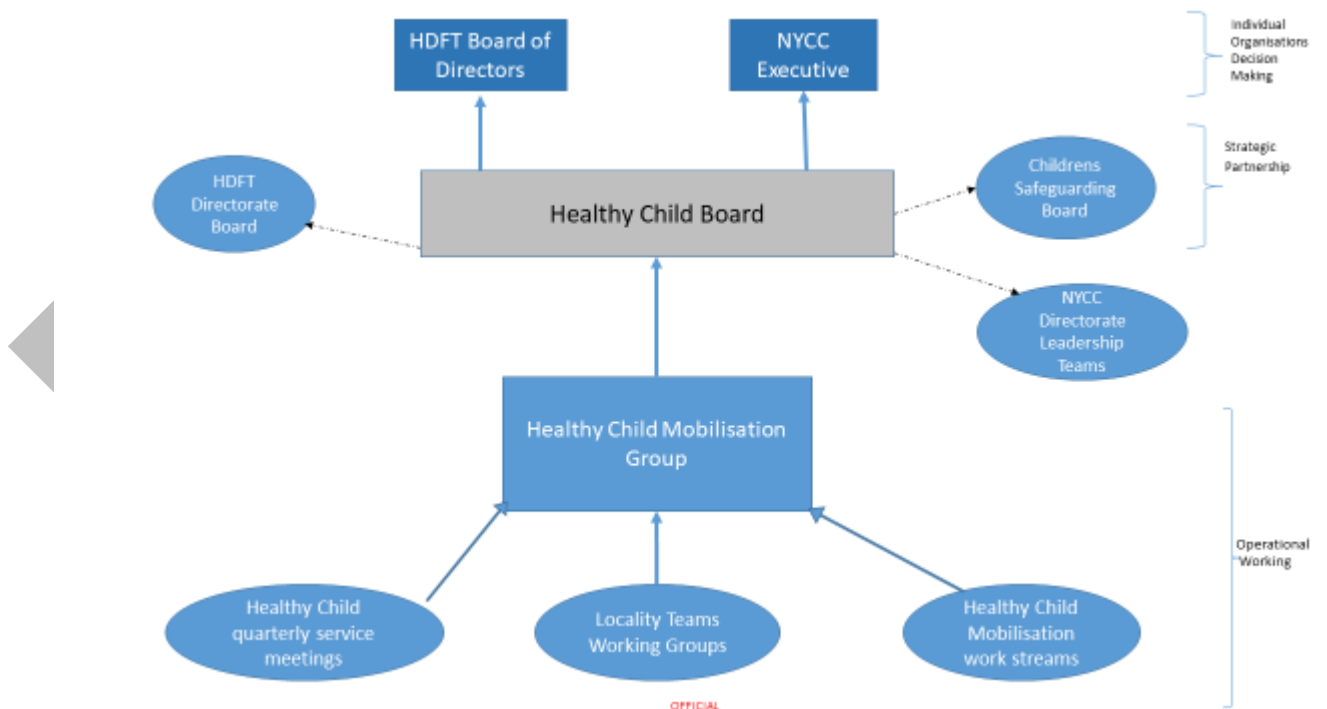 HDFT Board of
Directors
NYCC
Executive
Individual
Organisations
Decision
Making
HDFT
Directorate
Board
Healthy Child Board
Childrens
Safeguarding
Board
Strategic
Partnership
NYCC
Directorate
Leadership
Teams
Healthy Child Mobilisation
Group
Operational
Working
Healthy Child
quarterly service
meetings
Locality Teams
Working Groups
Healthy Child
Mobilisation
work streams
OFFICIAL